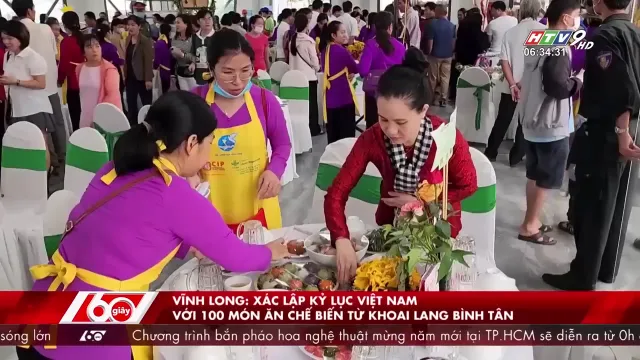 HTV9 HD
06:34:31
CJP
VĨNH LONG: XÁC LẬP KỶ LỤC VIỆT NAM
VỚI 100 MÓN ĂN CHẾ BIẾN TỪ KHOAI LANG BÌNH TÂN
60 giây
sóng lớn
Chương trình bắn pháo hoa nghệ thuật mừng năm mới tại TP.HCM sẽ diễn ra từ 0h